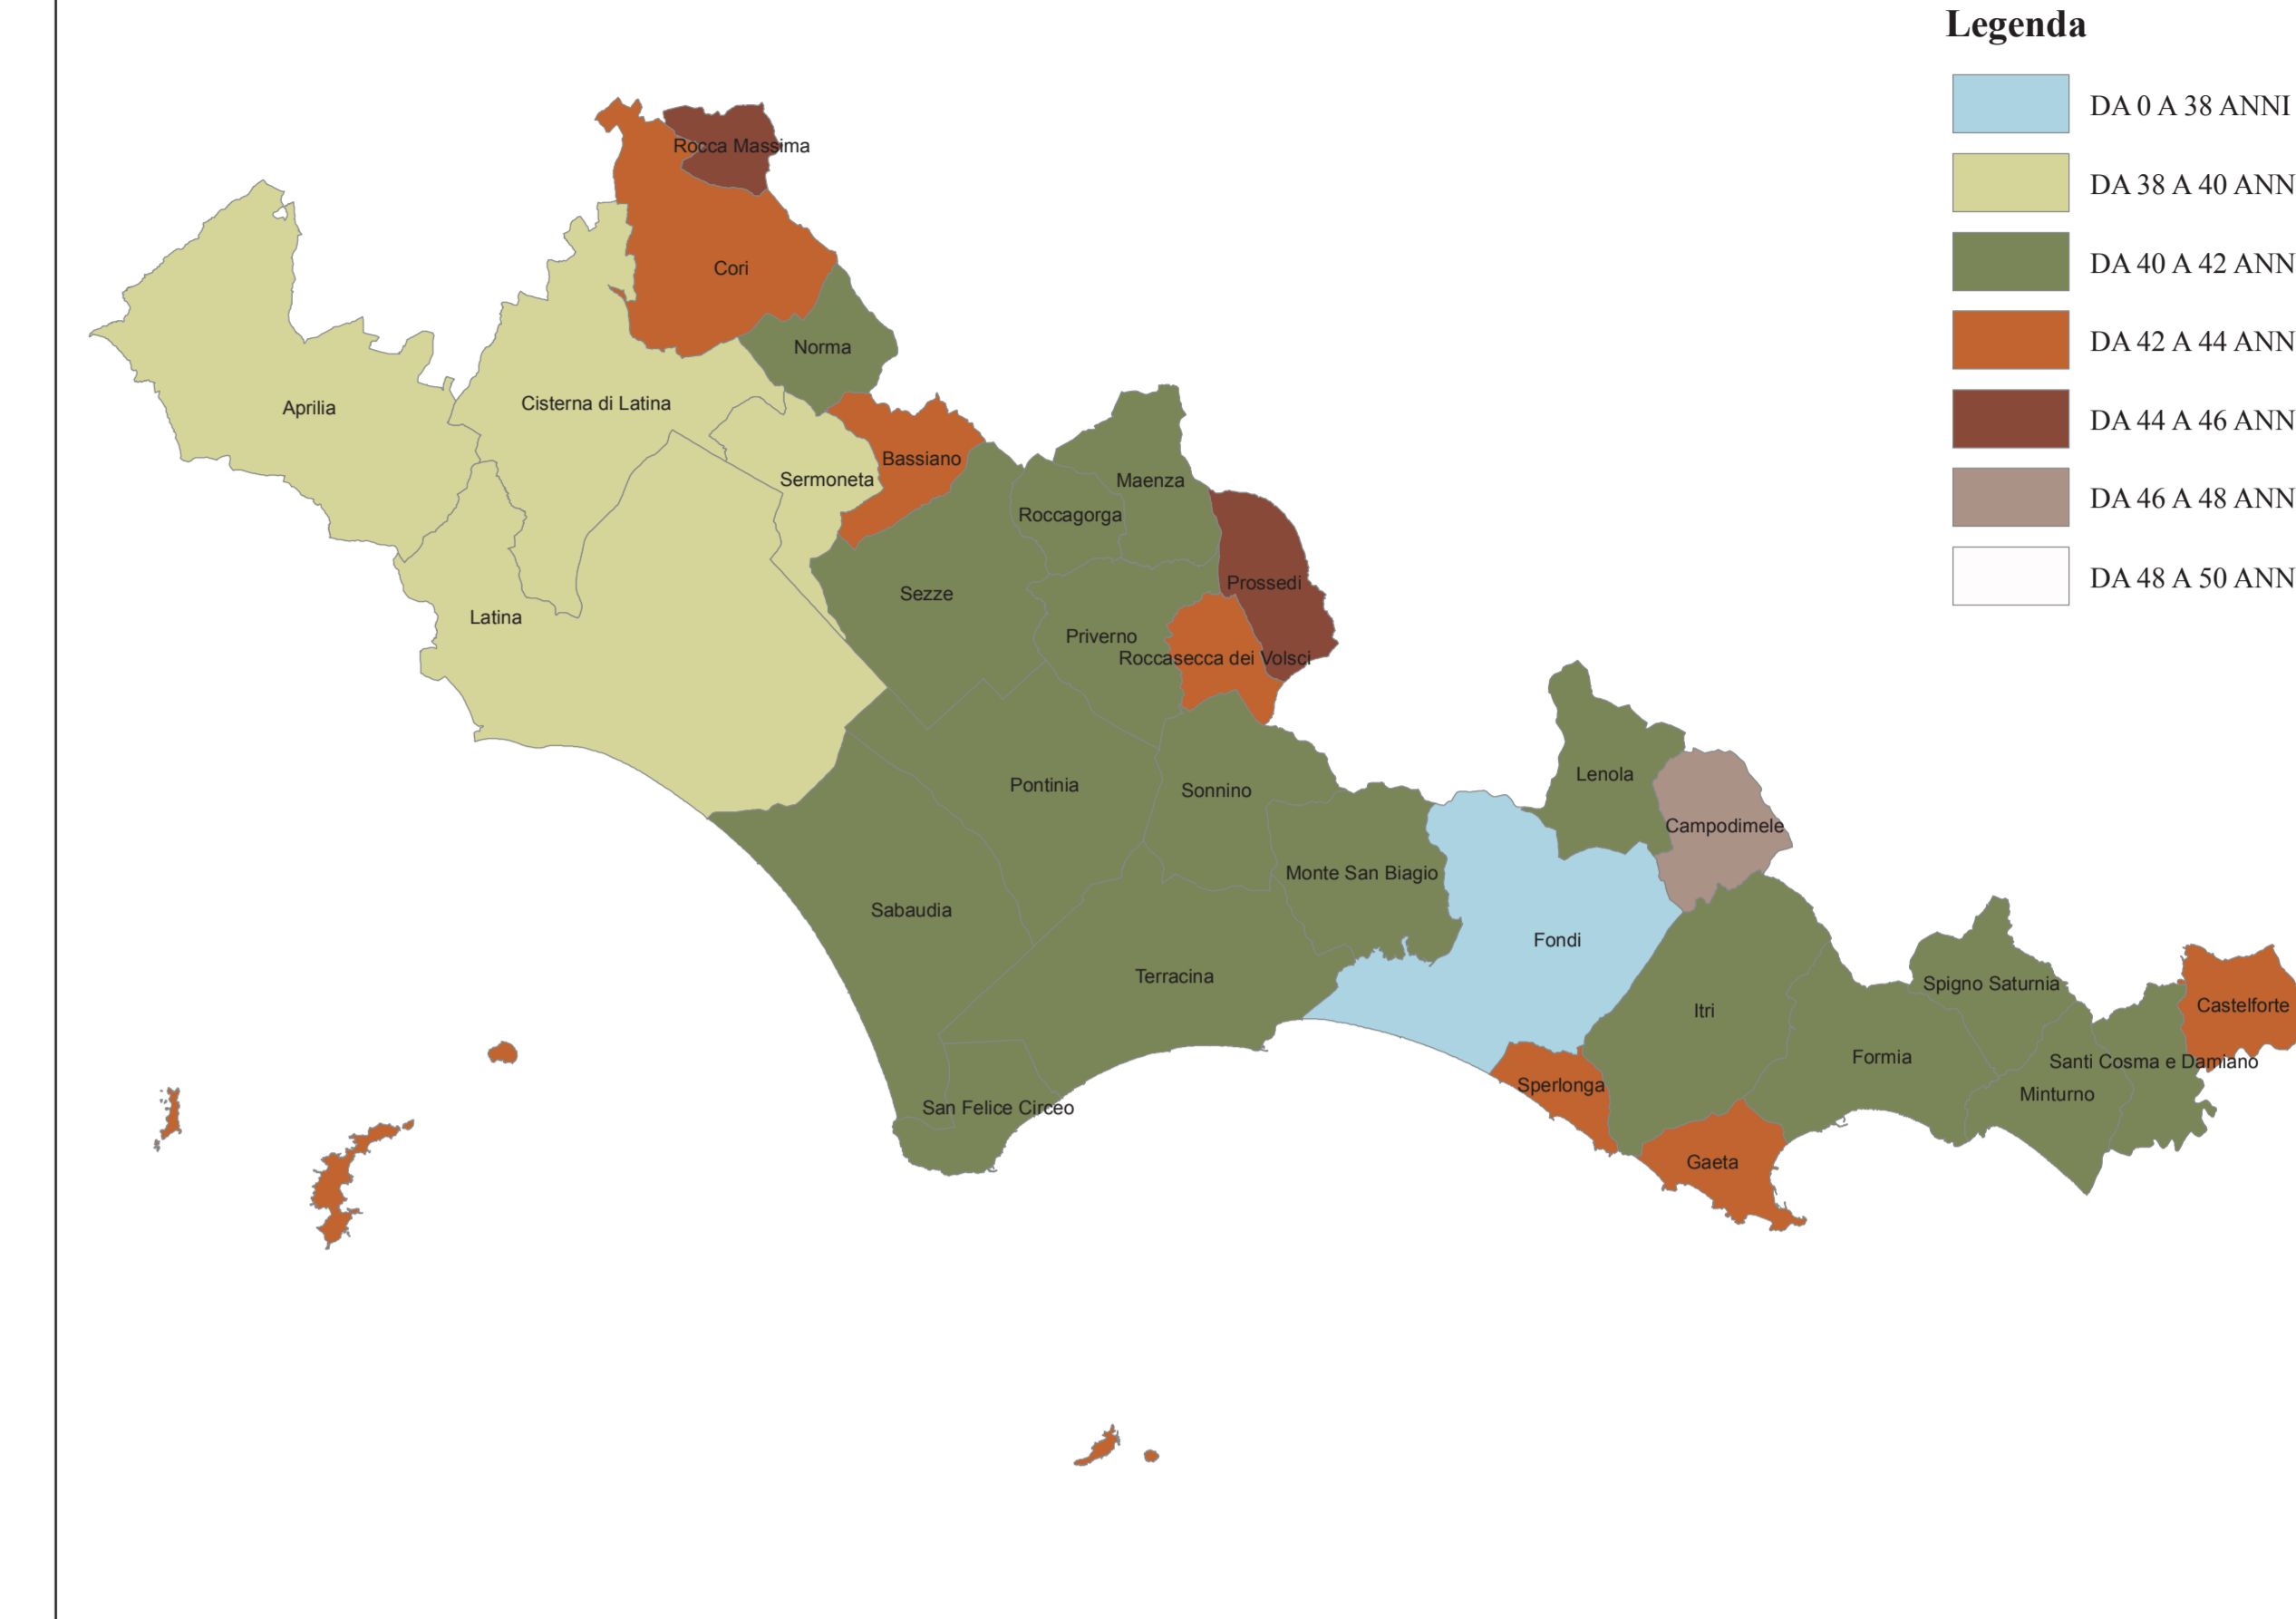 Legenda
DA 0 A 38 ANNI
DA 38 A 40 ANN
DA 40 A 42 ANN
DA 42 A 44 ANN
DA 44 A 46 ANN
DA 46 A 48 ANN
DA 48 A 50 ANN
Rocca Massima
Cori
Norma
Aprilia
Cisterna di Latina
Bassiano
Sermoneta
Maenza
Roccagorga
Prossedi
Sezze
Latina
Priverno
Roccasecca dei Volsci
Lenola
Pontinia
Sonnino
Campodimele
Monte San Biagio
Sabaudia
Fondi
Terracina
Spigno Saturnia
Castelforte
Itri
Formia
Santi Cosma e Damiano
Sperlonga
Minturno
San Felice Circeo
Gaeta